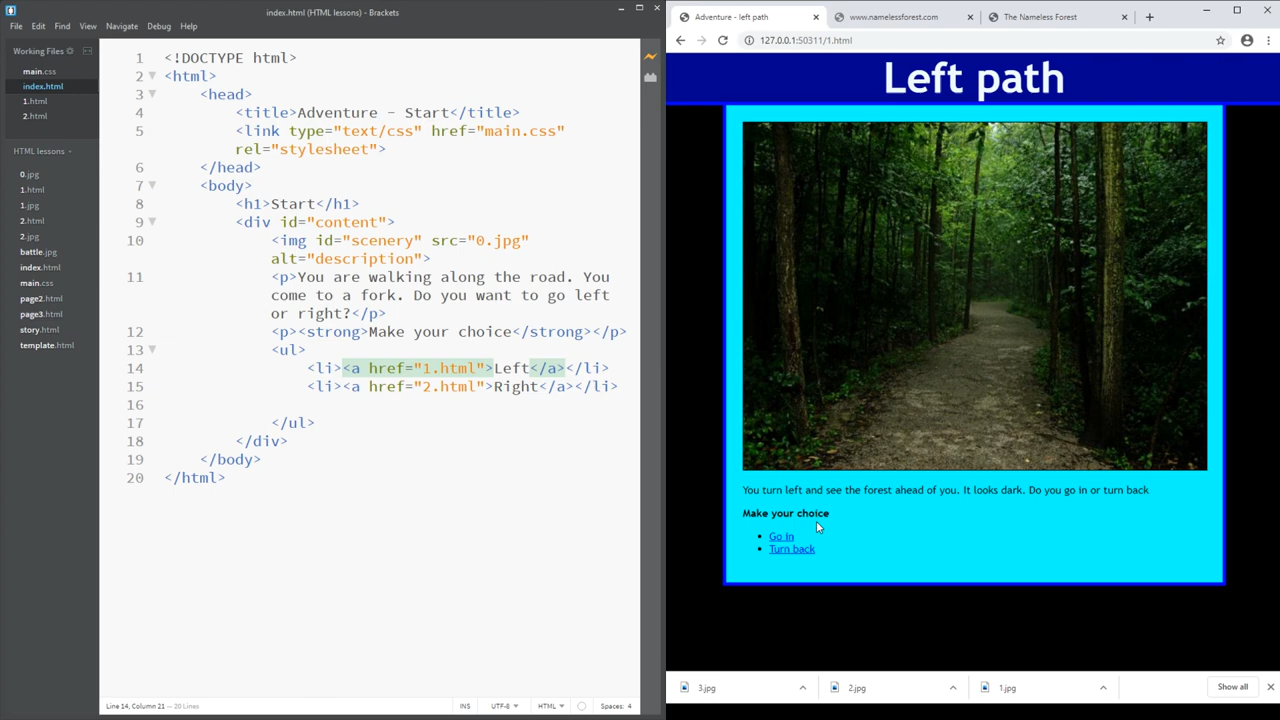 index.html (HTML lessons) - Brackets
File Edit Find View Navigate Debug Help
Working Files
main.css
index.html
1.html
2.html
HTML lessons
0.jpg
1.html
1.jpg
2.html
2.jpg
battle.jpg
index.html
main.css
page2.html
page3.html
story.html
template.html
1 <!DOCTYPE html>
2 <html>
3 <head>
4 <title>Adventure - Start</title>
5 <link type="text/css" href="main.css"
rel="stylesheet">
6 </head>
7 <body>
8 <h1>Start</h1>
9 <div id="content">
10 <img id="scenery" src="0.jpg"
alt="description">
11 <p>You are walking along the road. You
come to a fork. Do you want to go left
or right?</p>
12 <p><strong>Make your choice</strong></p>
13 <ul>
14 <li><a href="1.html">Left</a></li>
15 <li><a href="2.html">Right</a></li>
16
17 </ul>
18 </div>
19 </body>
20 </html>
Line 14, Column 21 — 20 Lines
INS UTF-8 HTML Spaces: 4
Adventure - left path
www.namelessforest.com
The Nameless Forest
127.0.0.1:50311/1.html
Left path
You turn left and see the forest ahead of you. It looks dark. Do you go in or turn back
Make your choice
• Go in
• Turn back
3.jpg
2.jpg
1.jpg
Show all